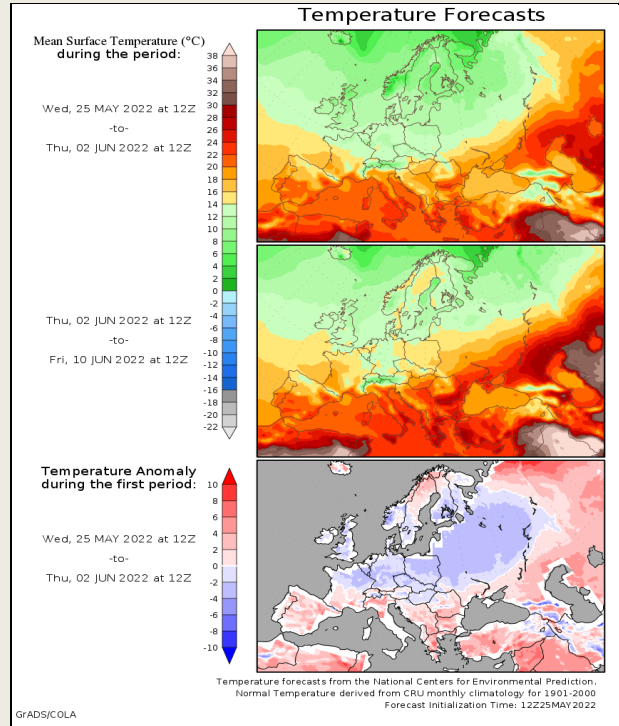 Temperature Forecasts
Mean Surface Temperature (°C)
during the period:
Wed, 25 MAY 2022 at 12Z
-to-
Thu, 02 JUN 2022 at 12Z
38
36
34
32
30
28
26
24
22
20
18
16
14
12
10
8
6
4
2
0
-2
-4
-6
-8
-10
-12
-14
-16
-18
-20
-22
Thu, 02 JUN 2022 at 12Z
-to-
Fri, 10 JUN 2022 at 12Z
Temperature Anomaly
during the first period:
Wed, 25 MAY 2022 at 12Z
-to-
Thu, 02 JUN 2022 at 12Z
10
8
6
4
2
0
-2
-4
-6
-8
-10
Temperature forecasts from the National Centers for Environmental Prediction.
Normal Temperature derived from CRU monthly climatology for 1901-2000
Forecast Initialization Time: 12Z25MAY2022
GrADS/COLA